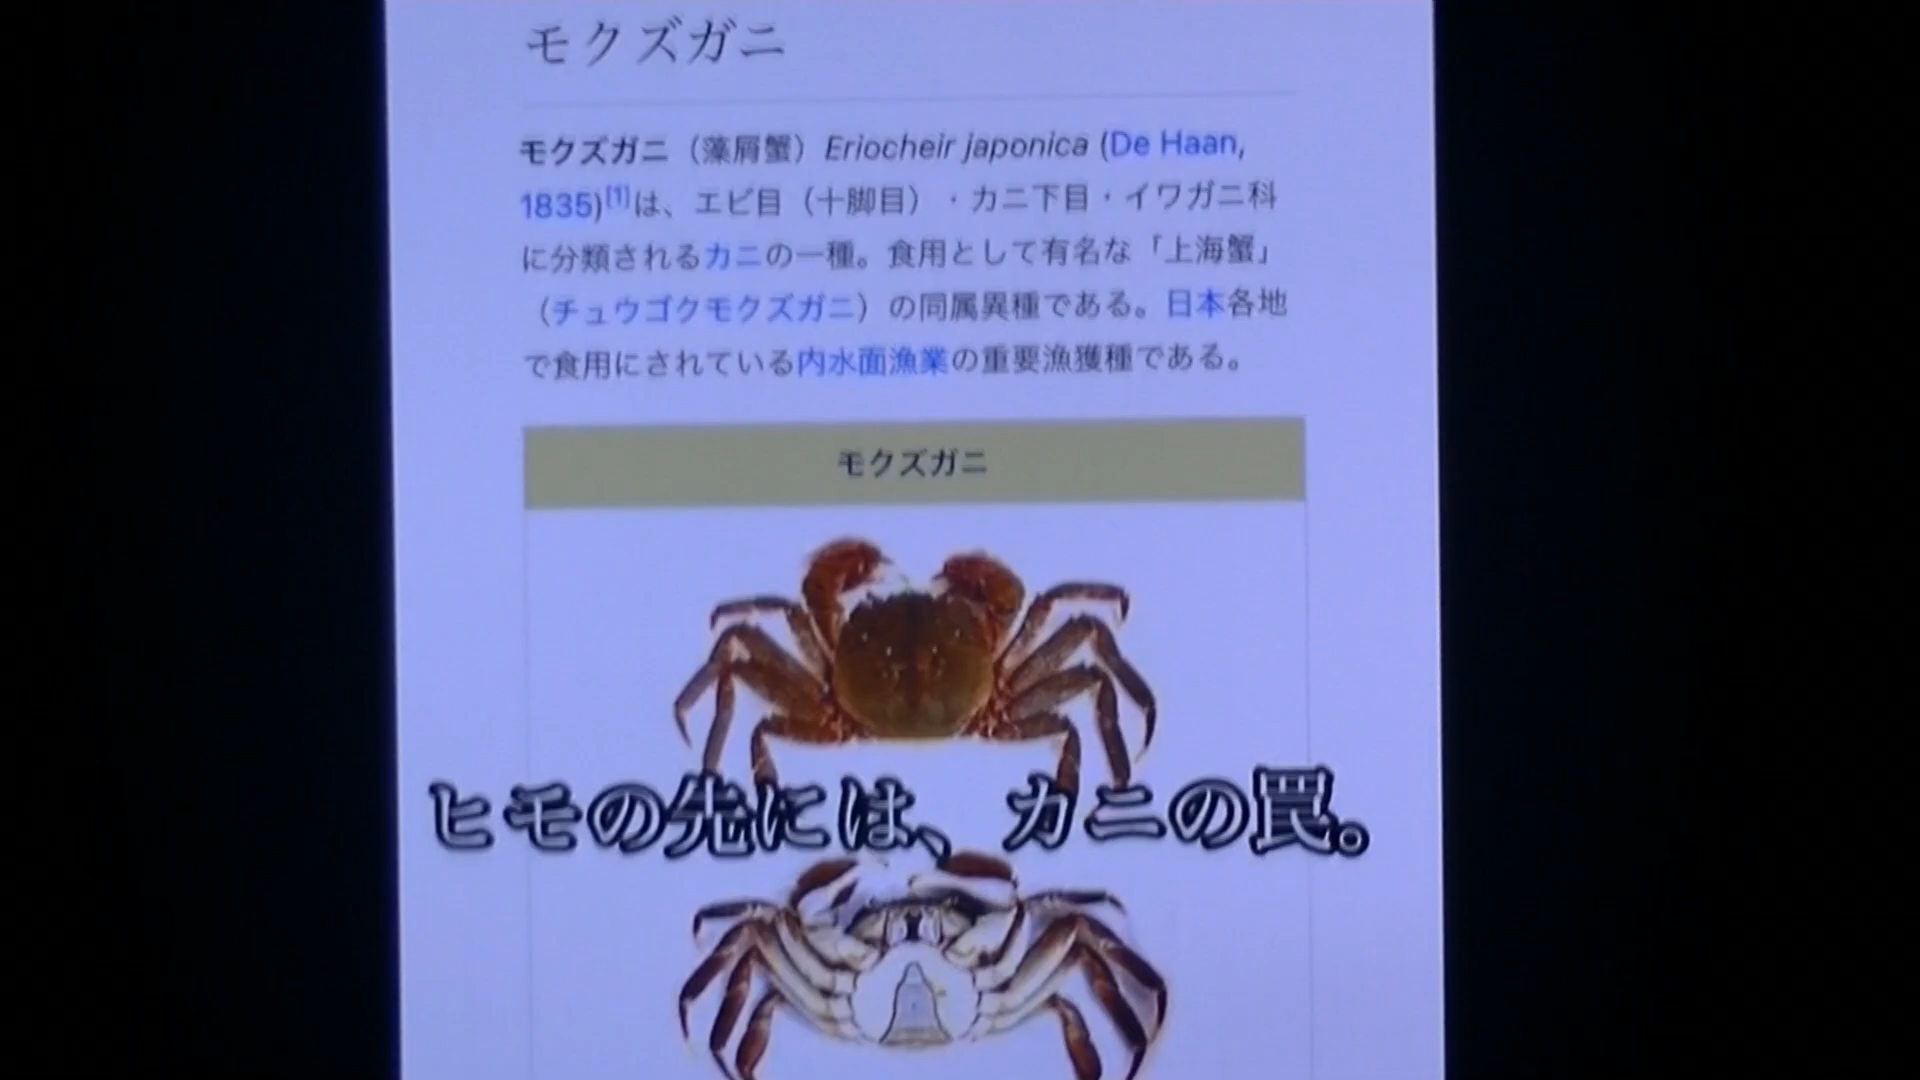 モクズガニ
モクズガニ（藻屑蟹）Eriocheir japonica (De Haan,
1835)[1]は、エビ目（十脚目）・カニ下目・イワガニ科
に分類されるカニの一種。食用として有名な「上海蟹」
（チュウゴクモクズガニ）の同属異種である。日本各地
で食用にされている内水面漁業の重要漁獲種である。
モクズガニ
ヒモの先には、カニの罠。